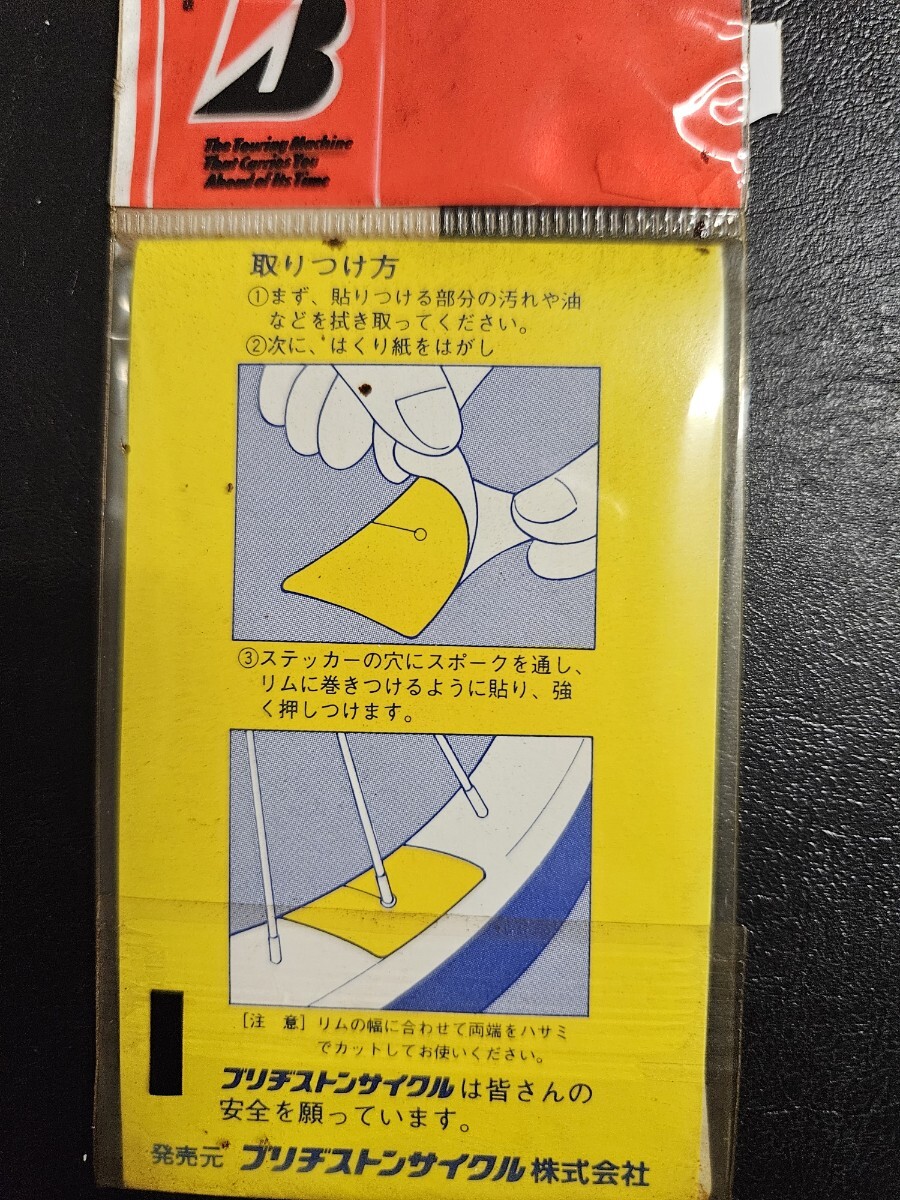 The Touring Machine
That Carries You
Ahead of Its Time
取りつけ方
①まず、貼りつける部分の汚れや油
などを拭き取ってください。
②次に、はくり紙をはがし
③ステッカーの穴にスポークを通し、
リムに巻きつけるように貼り、強
く押しつけます。
[注 意] リムの幅に合わせて両端をハサミ
でカットしてお使いください。
ブリヂストンサイクルは皆さんの
安全を願っています。
発売元 ブリヂストンサイクル株式会社